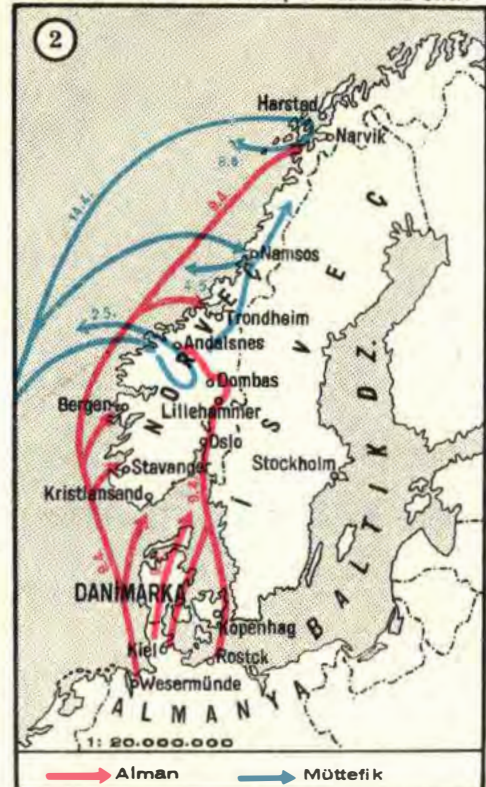 2
Harstad
Narvik
8.6.
14.4.
9.4.
Namsos
4.5.
Trondheim
2.5.
Andalsnes
NORVEÇ
İSVEÇ
Dombas
Bergen
Lillehammer
Oslo
Stavanger
Stockholm
Kristiansand
9.4.
9.4.
BALTIK DZ.
DANİMARKA
Kopenhag
Kiel
Rostck
Wesermünde
ALMANYA
1: 20.000.000
Alman Müttefik